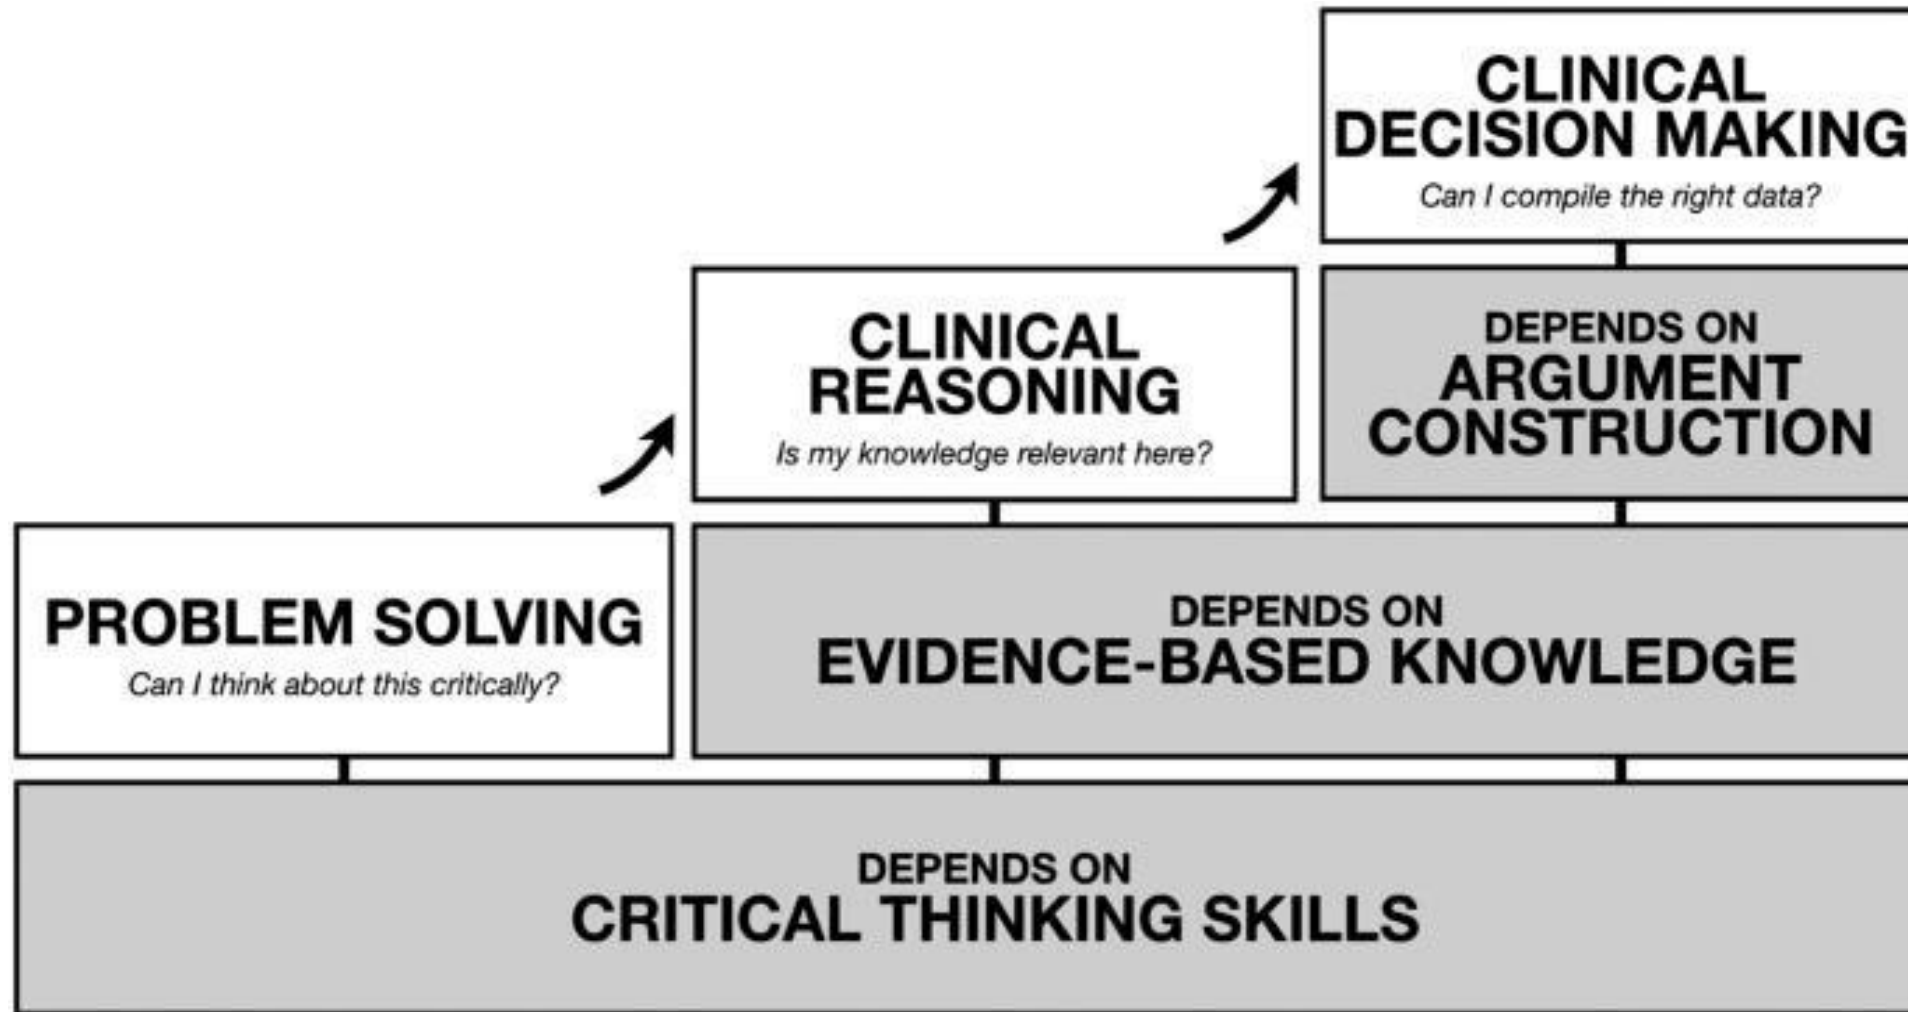 CLINICAL
DECISION MAKING
Can I compile the right data?
CLINICAL
REASONING
Is my knowledge relevant here?
DEPENDS ON
ARGUMENT
CONSTRUCTION
PROBLEM SOLVING
Can I think about this critically?
DEPENDS ON
EVIDENCE-BASED KNOWLEDGE
DEPENDS ON
CRITICAL THINKING SKILLS